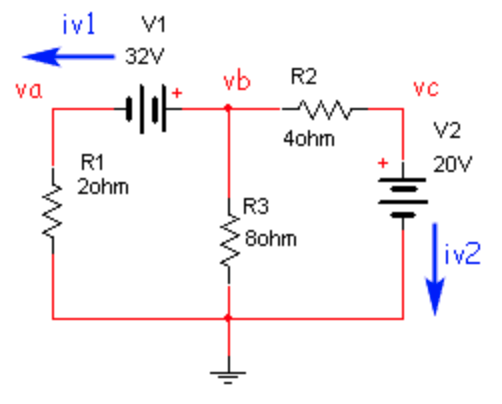 iv1
V1
32V
+
va
vb
R2
vc
4ohm
V2
+
20V
R1
2ohm
R3
8ohm
iv2